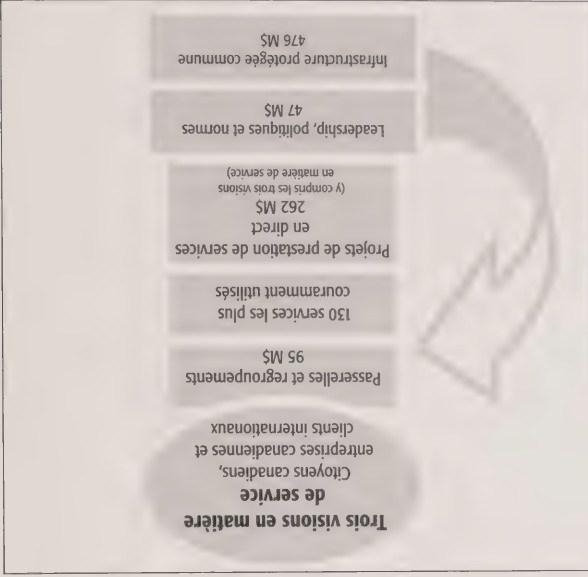 Trois visions en matière
de service
Citoyens canadiens,
entreprises canadiennes et
clients internationaux
Passerelles et regroupements
95 M$
130 services les plus
couramment utilisés
Projets de prestation de services
en direct
262 M$
(y compris les trois visions
en matière de service)
Leadership, politiques et normes
47 M$
Infrastructure protégée commune
476 M$